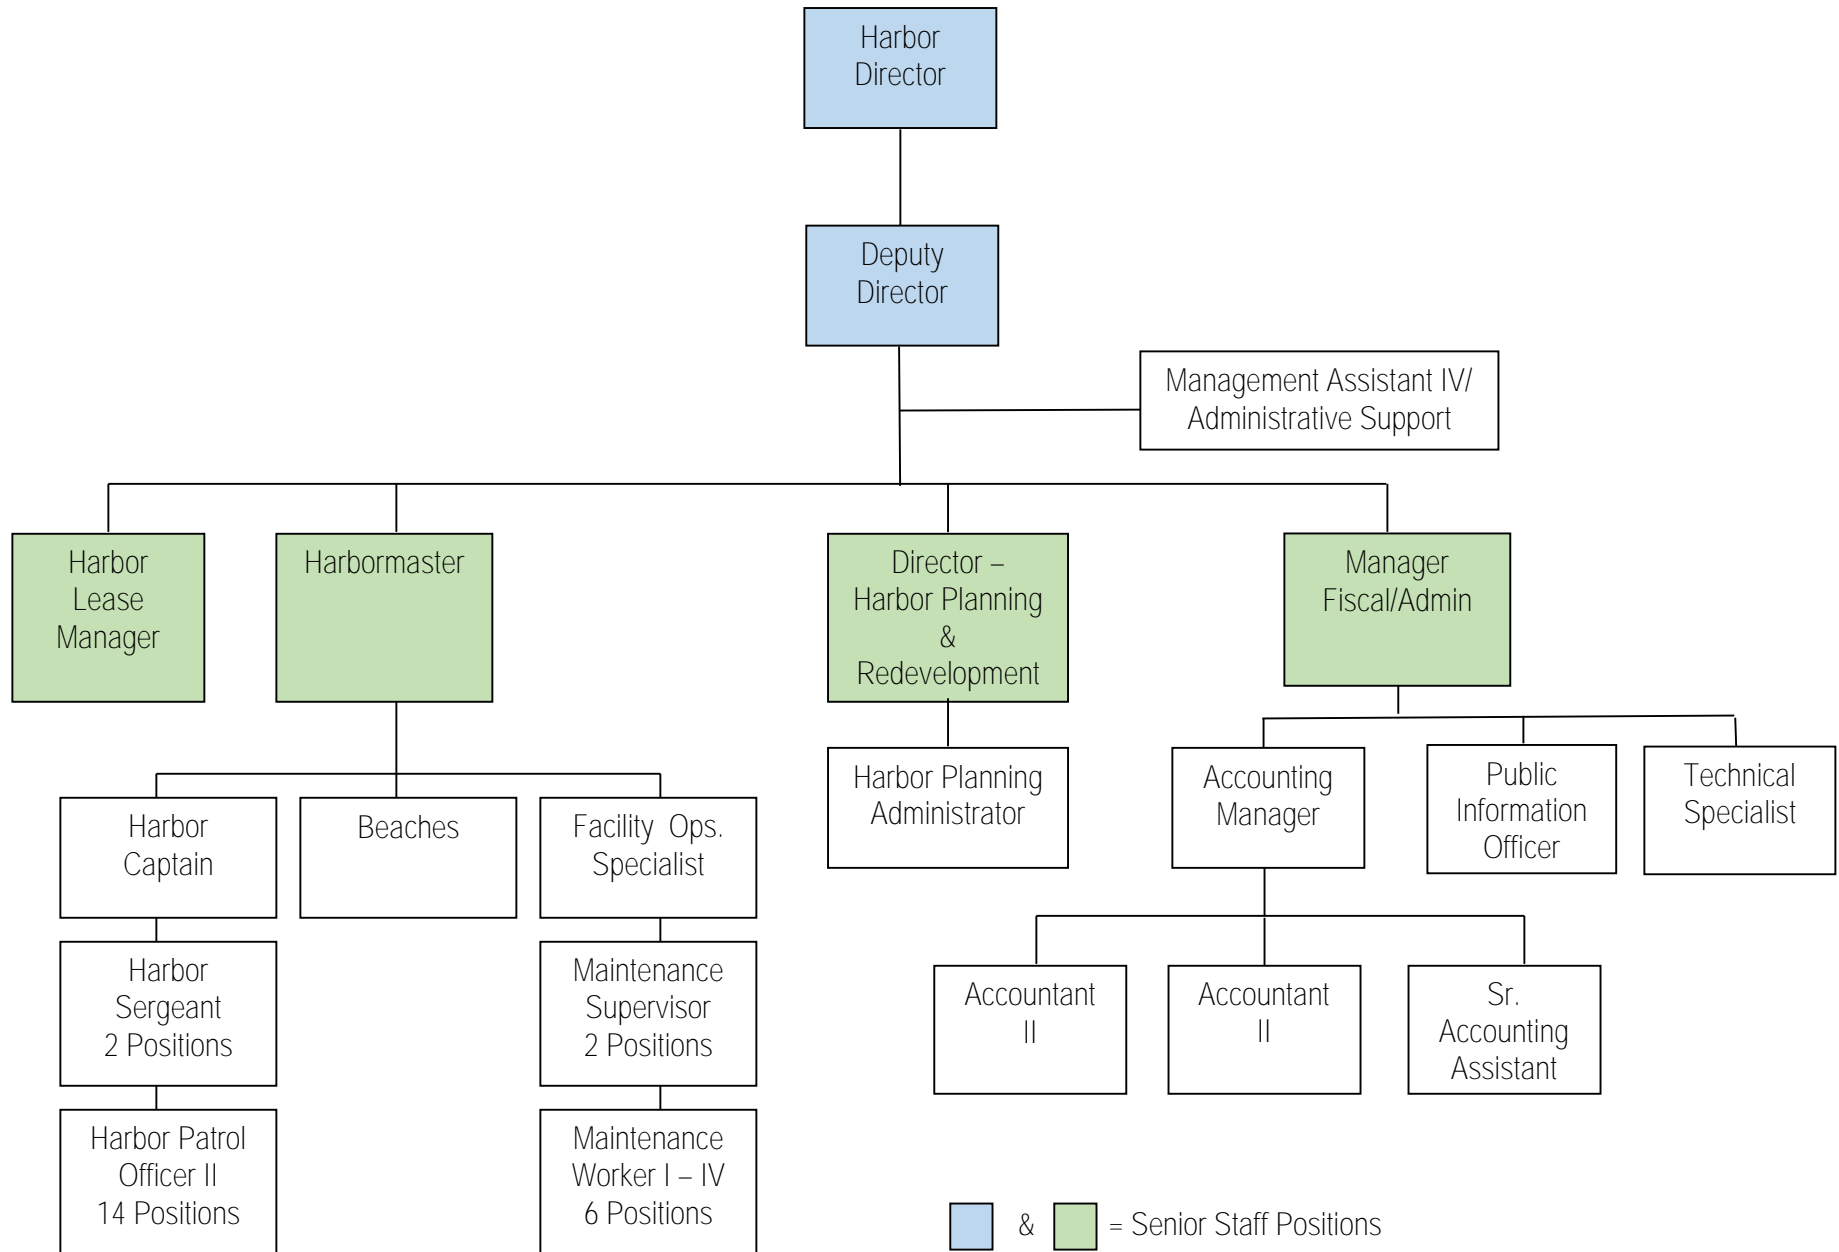 Harbor
Director
Deputy
Director
Management Assistant IV/
Administrative Support
Harbor
Lease
Manager
Harbormaster
Director –
Harbor Planning
&
Redevelopment
Manager
Fiscal/Admin
Harbor
Captain
Beaches
Facility Ops.
Specialist
Harbor Planning
Administrator
Accounting
Manager
Public
Information
Officer
Technical
Specialist
Harbor
Sergeant
2 Positions
Maintenance
Supervisor
2 Positions
Accountant
II
Accountant
II
Sr.
Accounting
Assistant
Harbor Patrol
Officer II
14 Positions
Maintenance
Worker I – IV
6 Positions
& = Senior Staff Positions